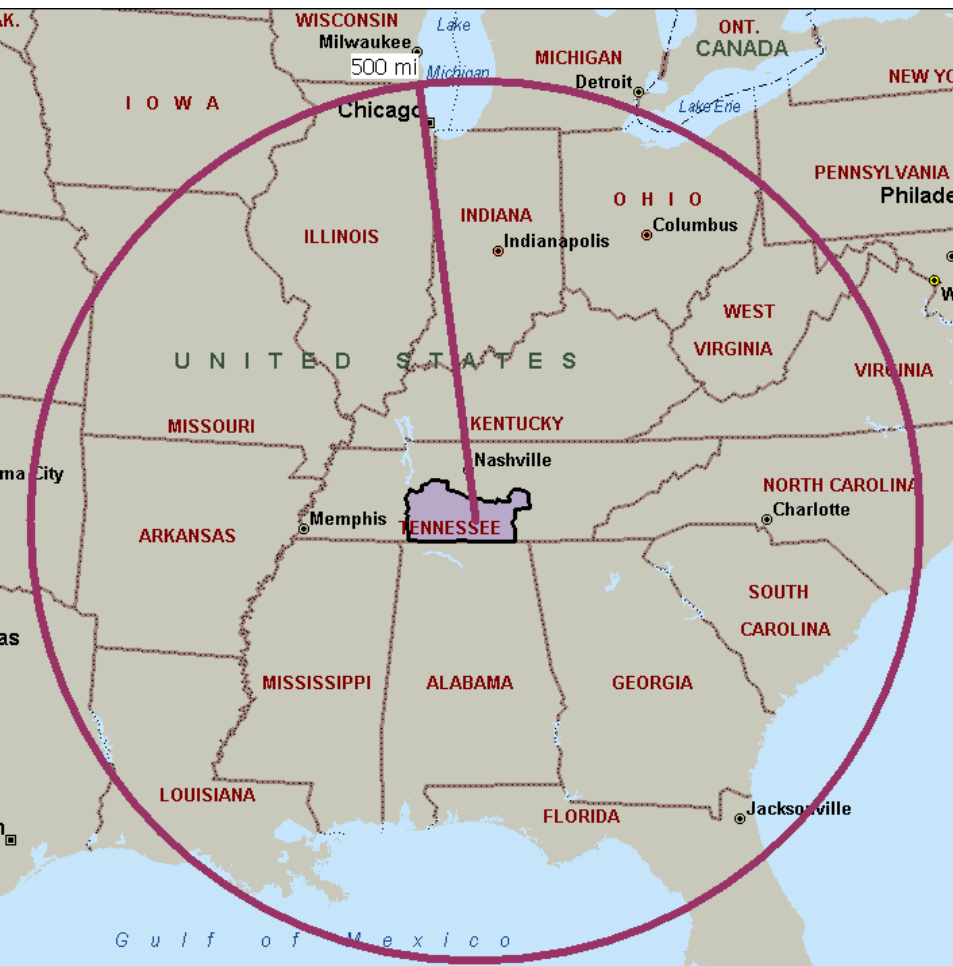 AK.
WISCONSIN
Lake
ONT.
CANADA
Milwaukee
MICHIGAN
500 mi
Michigan
Detroit
NEW YO
IOWA
Chicago
Lake Erie
PENNSYLVANIA
Philade
OHIO
INDIANA
Columbus
ILLINOIS
Indianapolis
W
WEST
VIRGINIA
UNITED STATES
VIRGINIA
MISSOURI
KENTUCKY
Nashville
ma City
NORTH CAROLINA
Charlotte
Memphis
TENNESSEE
ARKANSAS
SOUTH
CAROLINA
as
MISSISSIPPI
ALABAMA
GEORGIA
LOUISIANA
FLORIDA
Jacksonville
n
Gulf of Mexico